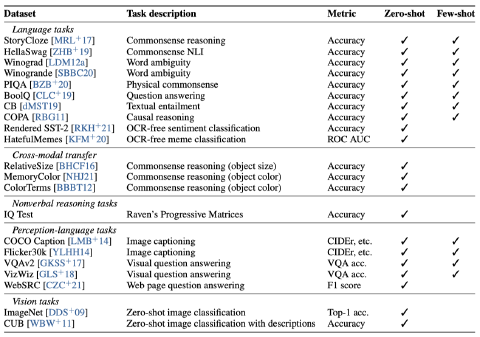 Dataset Task description Metric Zero-shot Few-shot
Language tasks
StoryCloze [MRL+17] Commonsense reasoning Accuracy ✓ ✓
HellaSwag [ZHB+19] Commonsense NLI Accuracy ✓ ✓
Winograd [LDM12a] Word ambiguity Accuracy ✓ ✓
Winogrande [SBBC20] Word ambiguity Accuracy ✓ ✓
PIQA [BZB+20] Physical commonsense Accuracy ✓ ✓
BoolQ [CLC+19] Question answering Accuracy ✓ ✓
CB [dMST19] Textual entailment Accuracy ✓ ✓
COPA [RBG11] Causal reasoning Accuracy ✓ ✓
Rendered SST-2 [RKH+21] OCR-free sentiment classification Accuracy ✓
HatefulMemes [KFM+20] OCR-free meme classification ROC AUC ✓
Cross-modal transfer
RelativeSize [BHCF16] Commonsense reasoning (object size) Accuracy ✓
MemoryColor [NHJ21] Commonsense reasoning (object color) Accuracy ✓
ColorTerms [BBBT12] Commonsense reasoning (object color) Accuracy ✓
Nonverbal reasoning tasks
IQ Test Raven's Progressive Matrices Accuracy ✓
Perception-language tasks
COCO Caption [LMB+14] Image captioning CIDEr, etc. ✓ ✓
Flicker30k [YLHH14] Image captioning CIDEr, etc. ✓ ✓
VQAv2 [GKSS+17] Visual question answering VQA acc. ✓ ✓
VizWiz [GLS+18] Visual question answering VQA acc. ✓ ✓
WebSRC [CZC+21] Web page question answering F1 score ✓
Vision tasks
ImageNet [DDS+09] Zero-shot image classification Top-1 acc. ✓
CUB [WBW+11] Zero-shot image classification with descriptions Accuracy ✓